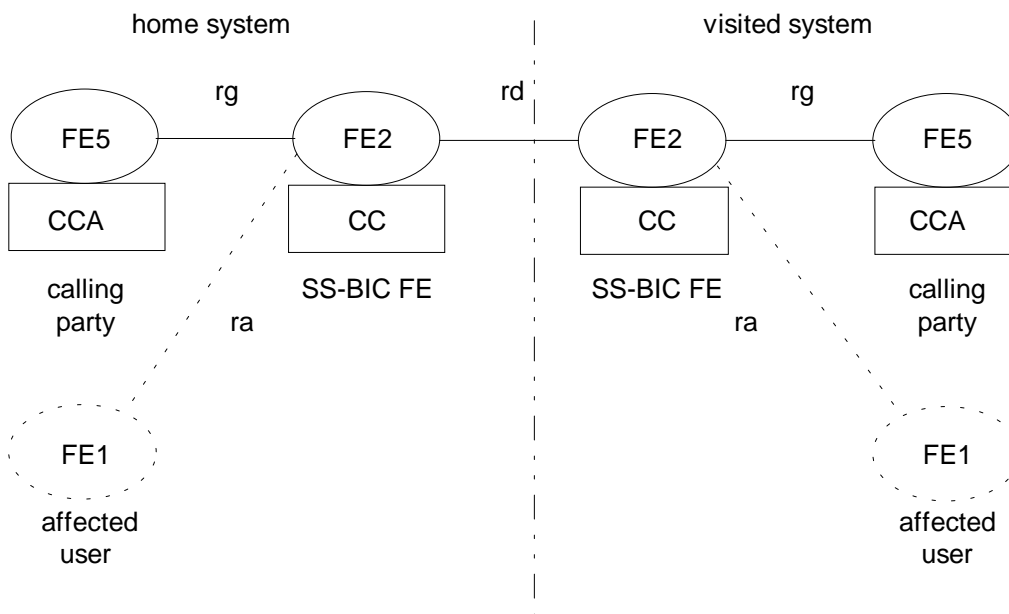 home system
visited system
rg
rd
rg
FE5
FE2
FE2
FE5
CCA
CC
CC
CCA
calling
party
SS-BIC FE
SS-BIC FE
calling
party
ra
ra
FE1
FE1
affected
user
affected
user